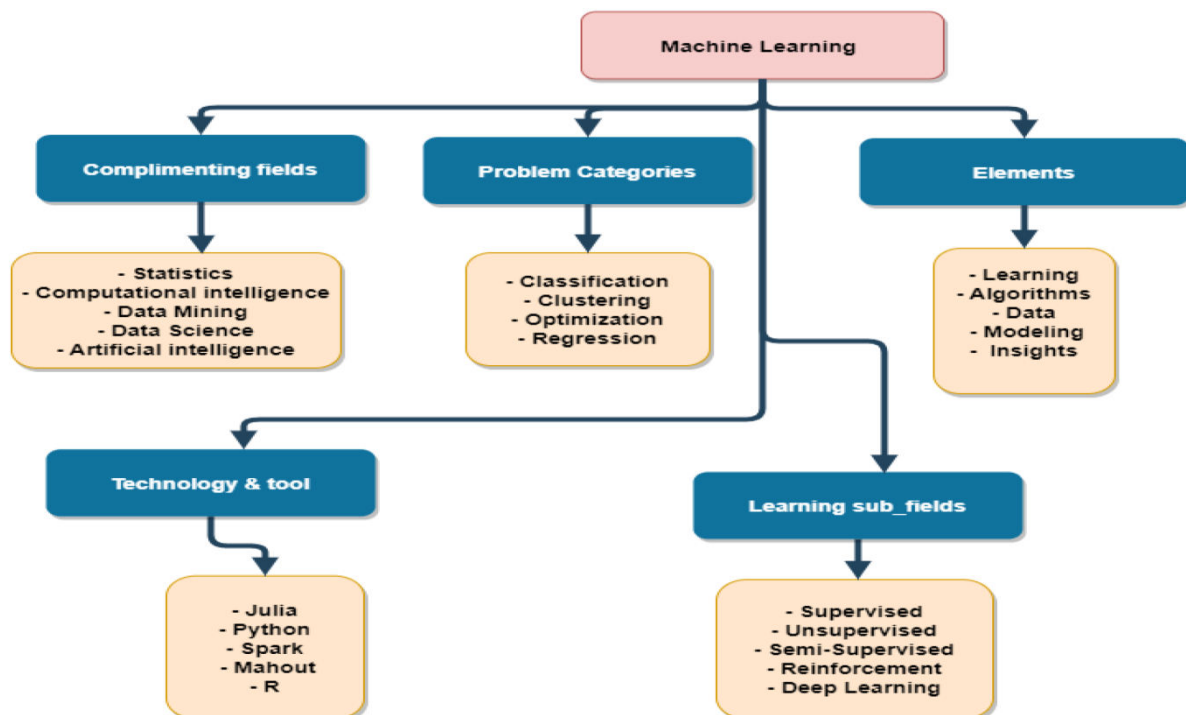 Machine Learning
Complimenting fields
Problem Categories
Elements
- Statistics
- Computational intelligence
- Data Mining
- Data Science
- Artificial intelligence
- Classification
- Clustering
- Optimization
- Regression
- Learning
- Algorithms
- Data
- Modeling
- Insights
Technology & tool
Learning sub_fields
- Julia
- Python
- Spark
- Mahout
- R
- Supervised
- Unsupervised
- Semi-Supervised
- Reinforcement
- Deep Learning